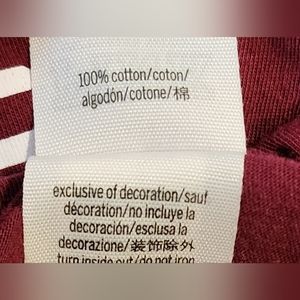 100% cotton/coton/
algodón/cotone/棉
exclusive of decoration/sauf
décoration/no incluye la
decoración/esclusa la
decorazione/装饰除外
turn inside out/do not iron